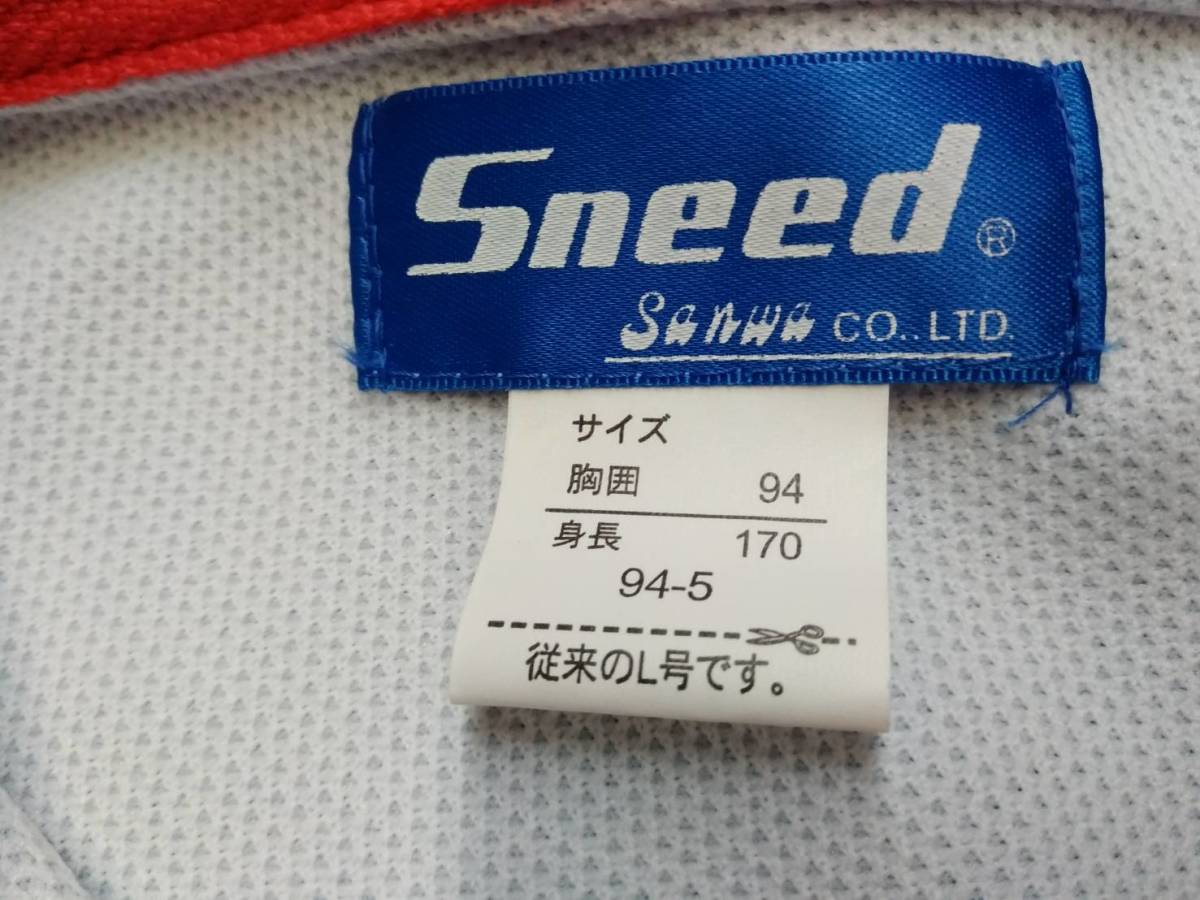 Sneed®
Sanwa CO.,LTD.
サイズ
胸囲 94
身長 170
94-5
従来のL号です。